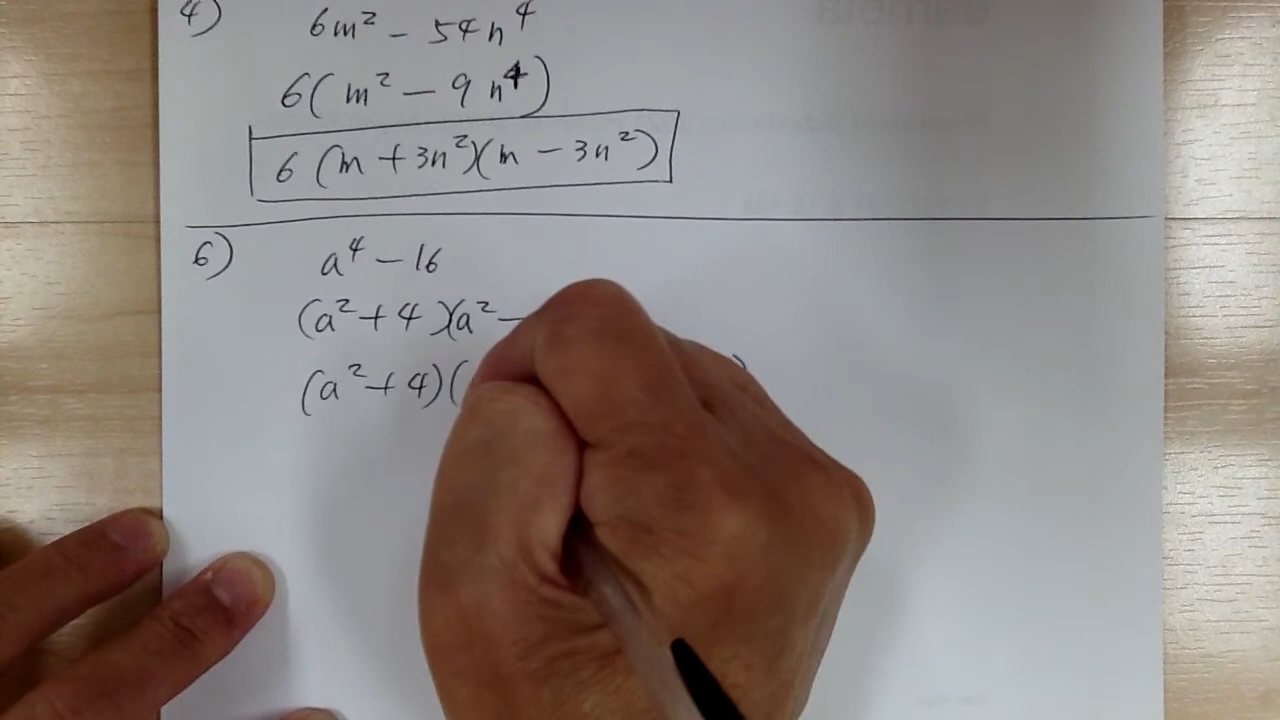 4) 6m² - 54n⁴
6(m² - 9n⁴)
6(m + 3n²)(m - 3n²)
6) a⁴ - 16
(a² + 4)(a² -
(a² + 4)(